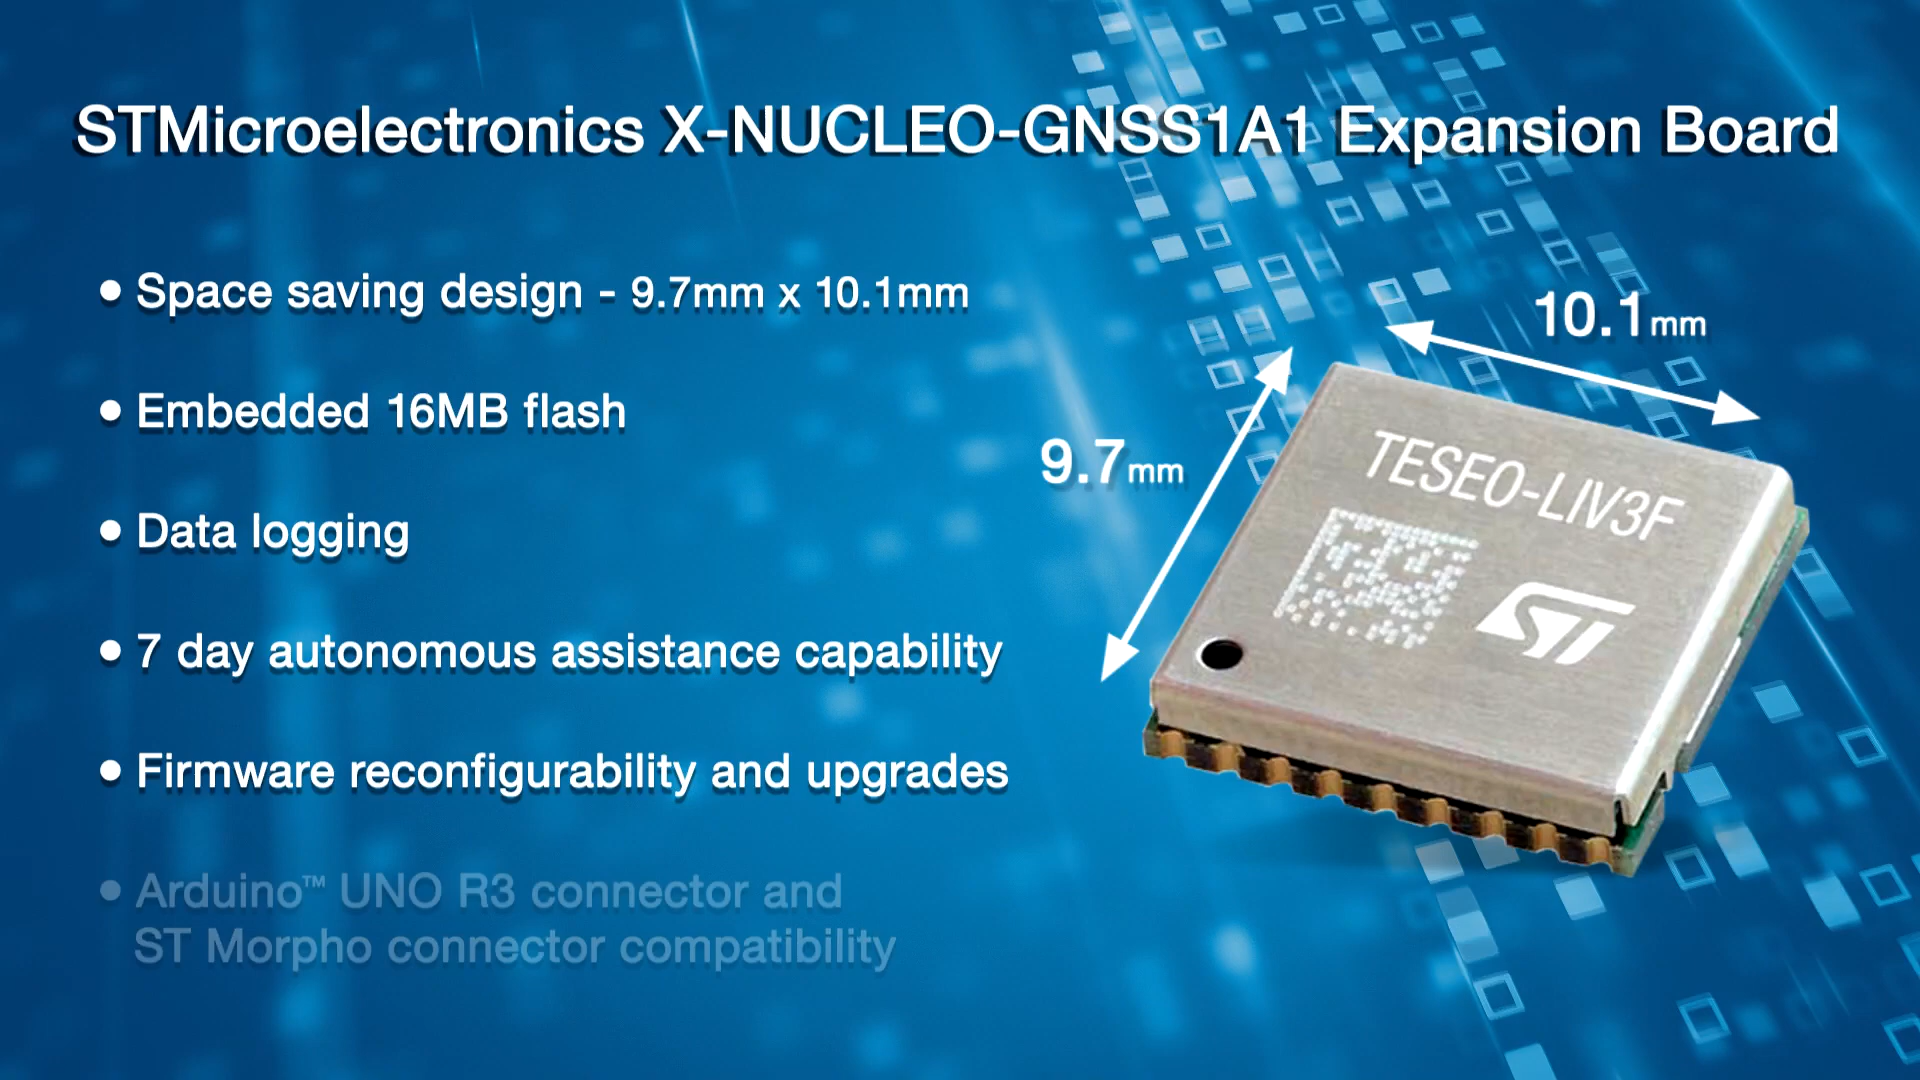 STMicroelectronics X-NUCLEO-GNSS1A1 Expansion Board
• Space saving design - 9.7mm x 10.1mm
• Embedded 16MB flash
• Data logging
• 7 day autonomous assistance capability
• Firmware reconfigurability and upgrades
• Arduino™ UNO R3 connector and
ST Morpho connector compatibility
10.1mm
9.7mm
TESEO-LIV3F
ST